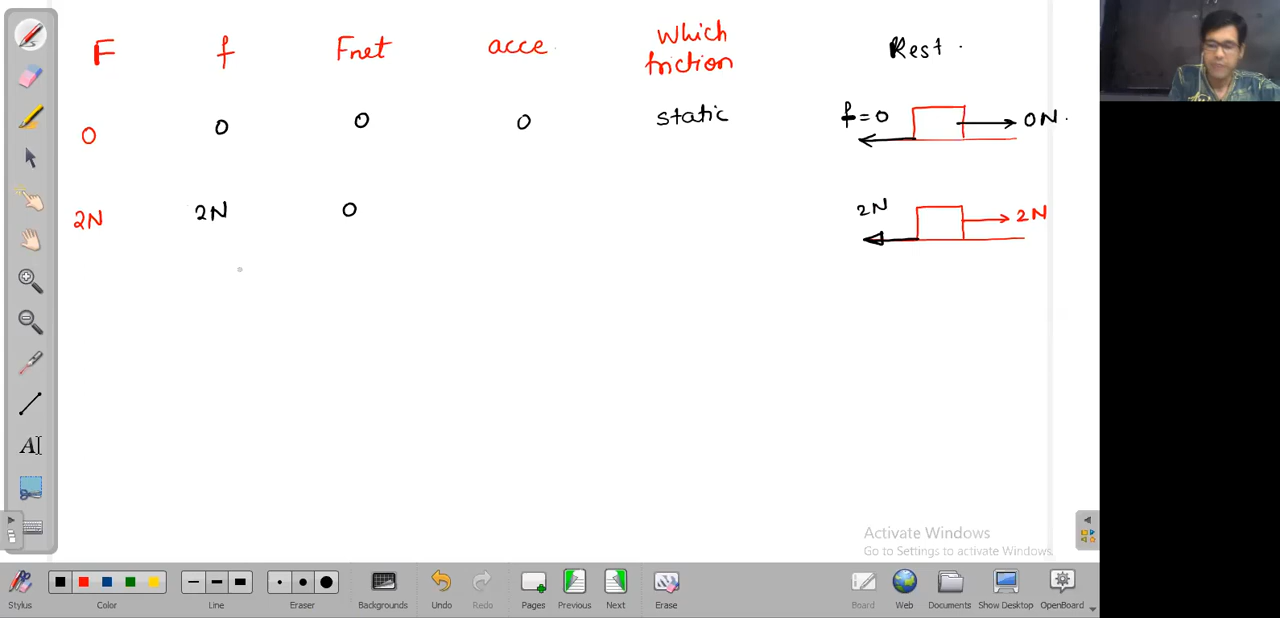 F f Fnet acce which friction Rest .
0 0 0 0 static f = 0 0N .
2N 2N 0 2N 2N
Activate Windows
Go to Settings to activate Windows.
AI
Stylus Color Line Eraser Backgrounds Undo Redo Pages Previous Next Erase Board Web Documents Show Desktop OpenBoard